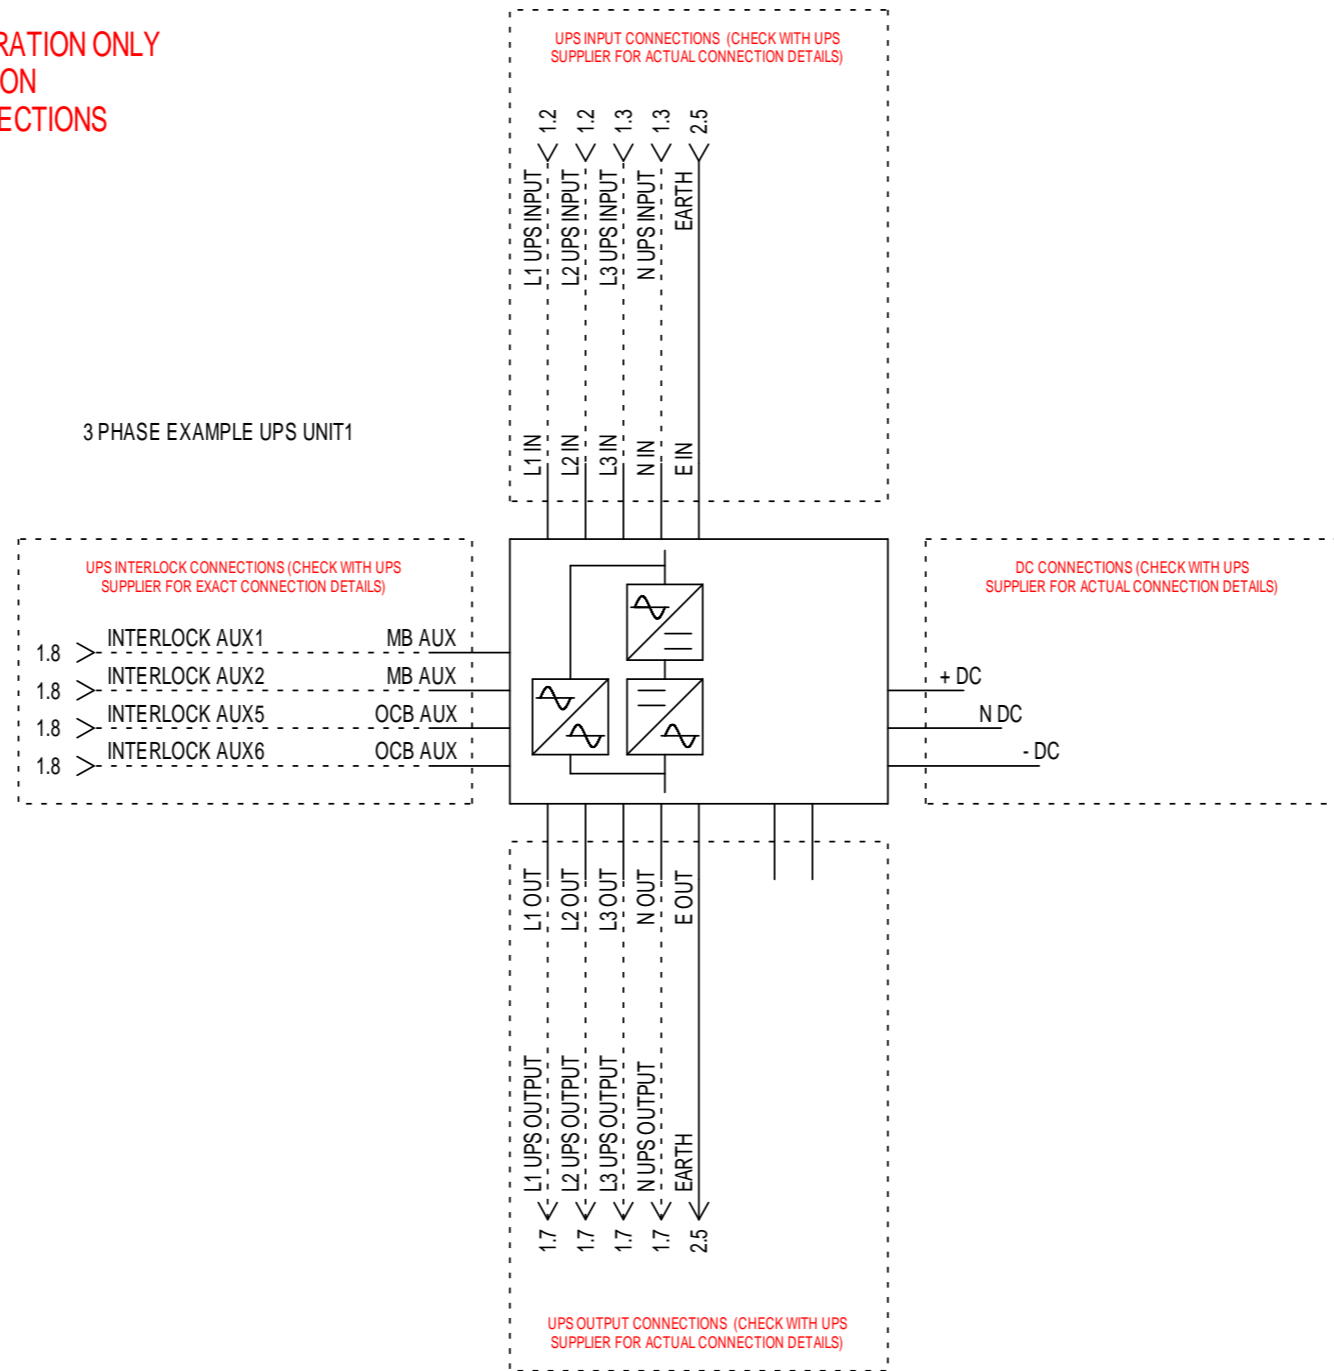 RATION ONLY
ON
ECTIONS
UPS INPUT CONNECTIONS (CHECK WITH UPS
SUPPLIER FOR ACTUAL CONNECTION DETAILS)
1.2
1.2
1.3
1.3
2.5
L1 UPS INPUT
L2 UPS INPUT
L3 UPS INPUT
N UPS INPUT
EARTH
3 PHASE EXAMPLE UPS UNIT1
L1 IN
L2 IN
L3 IN
N IN
E IN
UPS INTERLOCK CONNECTIONS (CHECK WITH UPS
SUPPLIER FOR EXACT CONNECTION DETAILS)
1.8 INTERLOCK AUX1 MB AUX
1.8 INTERLOCK AUX2 MB AUX
1.8 INTERLOCK AUX5 OCB AUX
1.8 INTERLOCK AUX6 OCB AUX
DC CONNECTIONS (CHECK WITH UPS
SUPPLIER FOR ACTUAL CONNECTION DETAILS)
+ DC
N DC
- DC
L1 OUT
L2 OUT
L3 OUT
N OUT
E OUT
L1 UPS OUTPUT
L2 UPS OUTPUT
L3 UPS OUTPUT
N UPS OUTPUT
EARTH
1.7
1.7
1.7
1.7
2.5
UPS OUTPUT CONNECTIONS (CHECK WITH UPS
SUPPLIER FOR ACTUAL CONNECTION DETAILS)